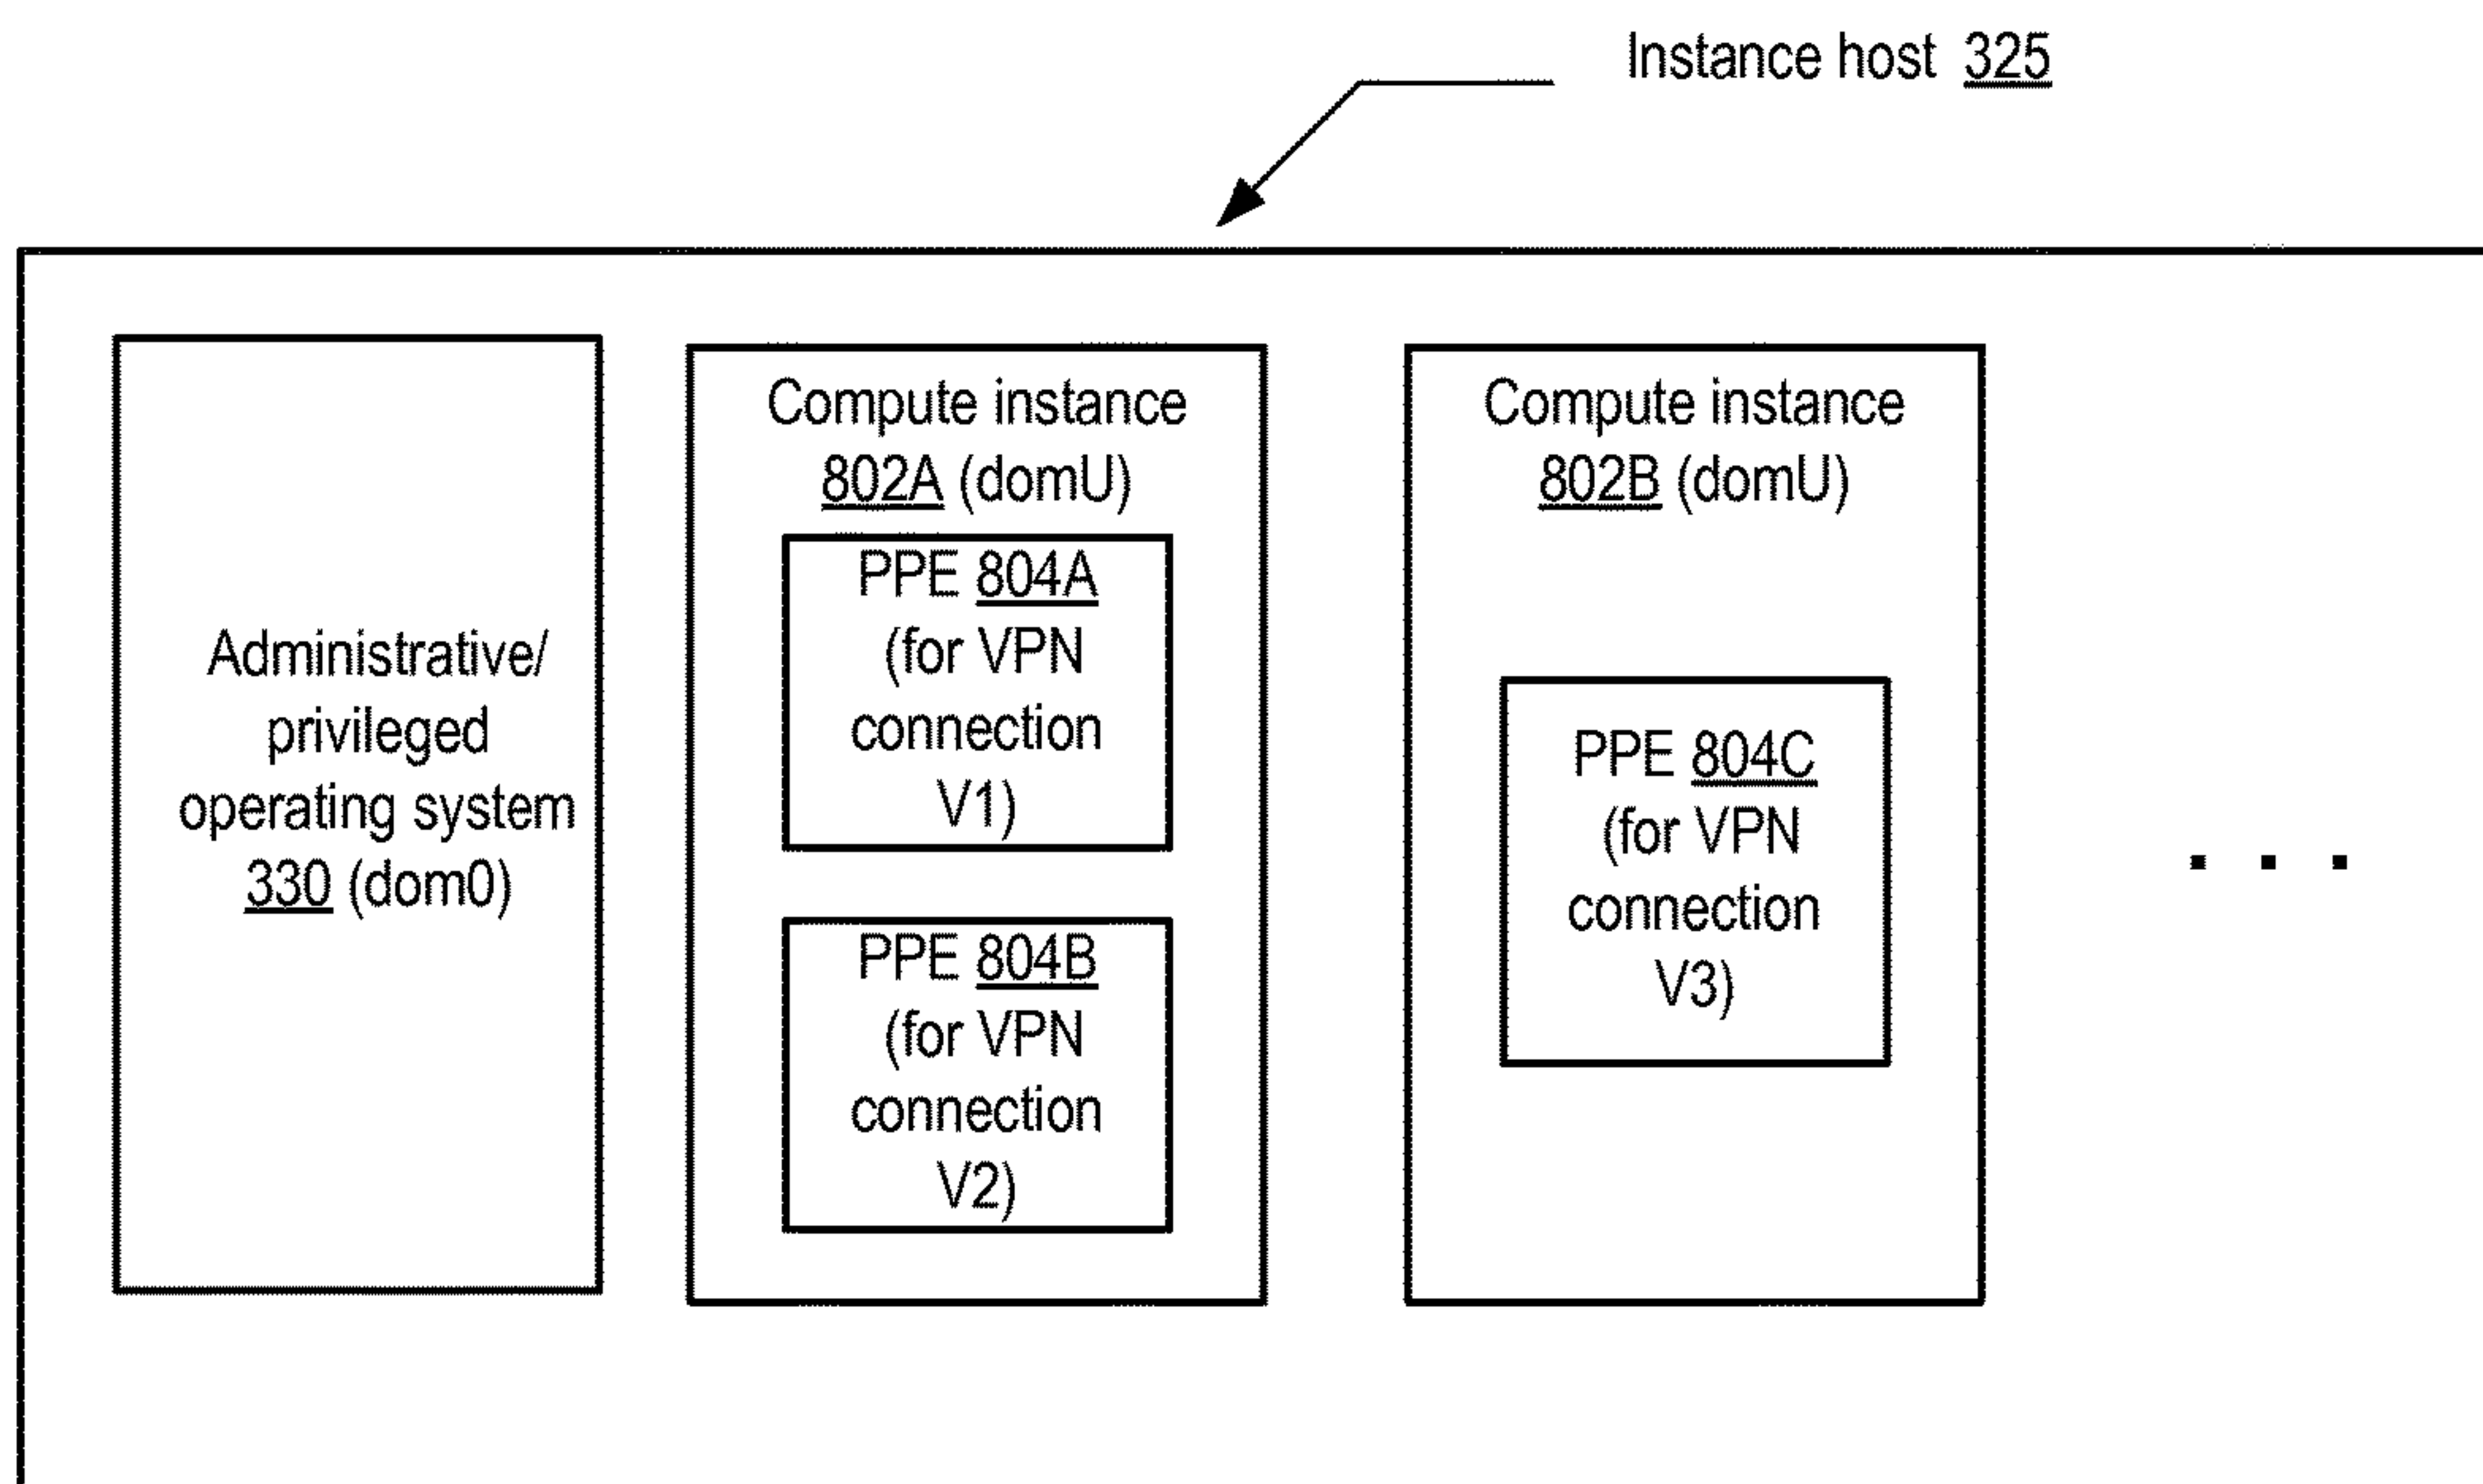 Instance host 325
Administrative/
privileged
operating system
330 (dom0)
Compute instance
802A (domU)
PPE 804A
(for VPN
connection
V1)
PPE 804B
(for VPN
connection
V2)
Compute instance
802B (domU)
PPE 804C
(for VPN
connection
V3)
. . .